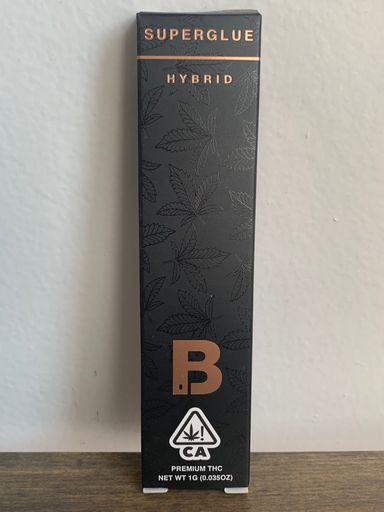 SUPERGLUE
HYBRID
B
!
CA
PREMIUM THC
NET WT 1G (0.035OZ)